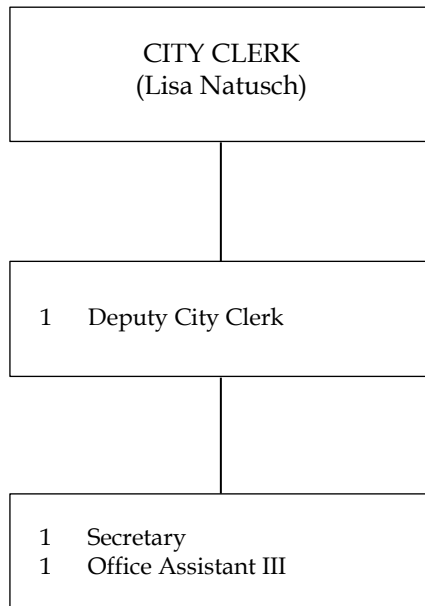 CITY CLERK
(Lisa Natusch)
1 Deputy City Clerk
1 Secretary
1 Office Assistant III